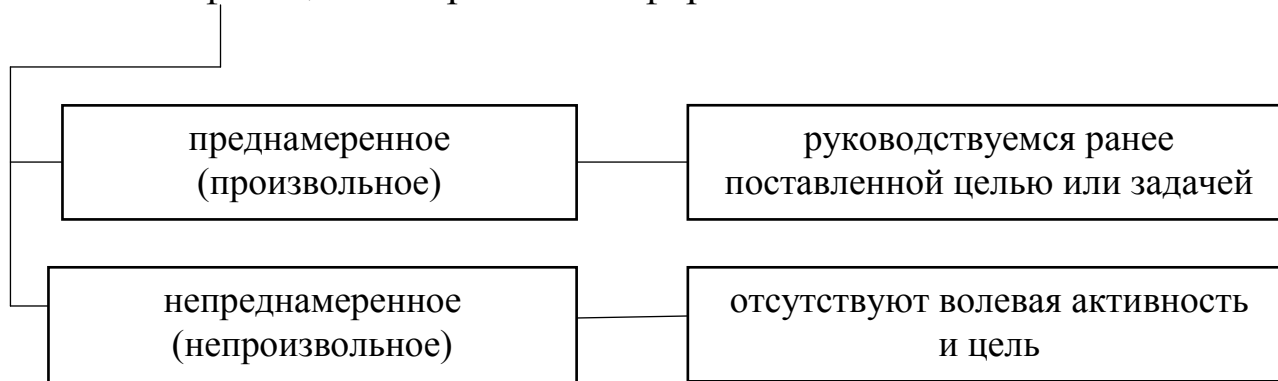 преднамеренное
(произвольное)
руководствуемся ранее
поставленной целью или задачей
непреднамеренное
(непроизвольное)
отсутствуют волевая активность
и цель